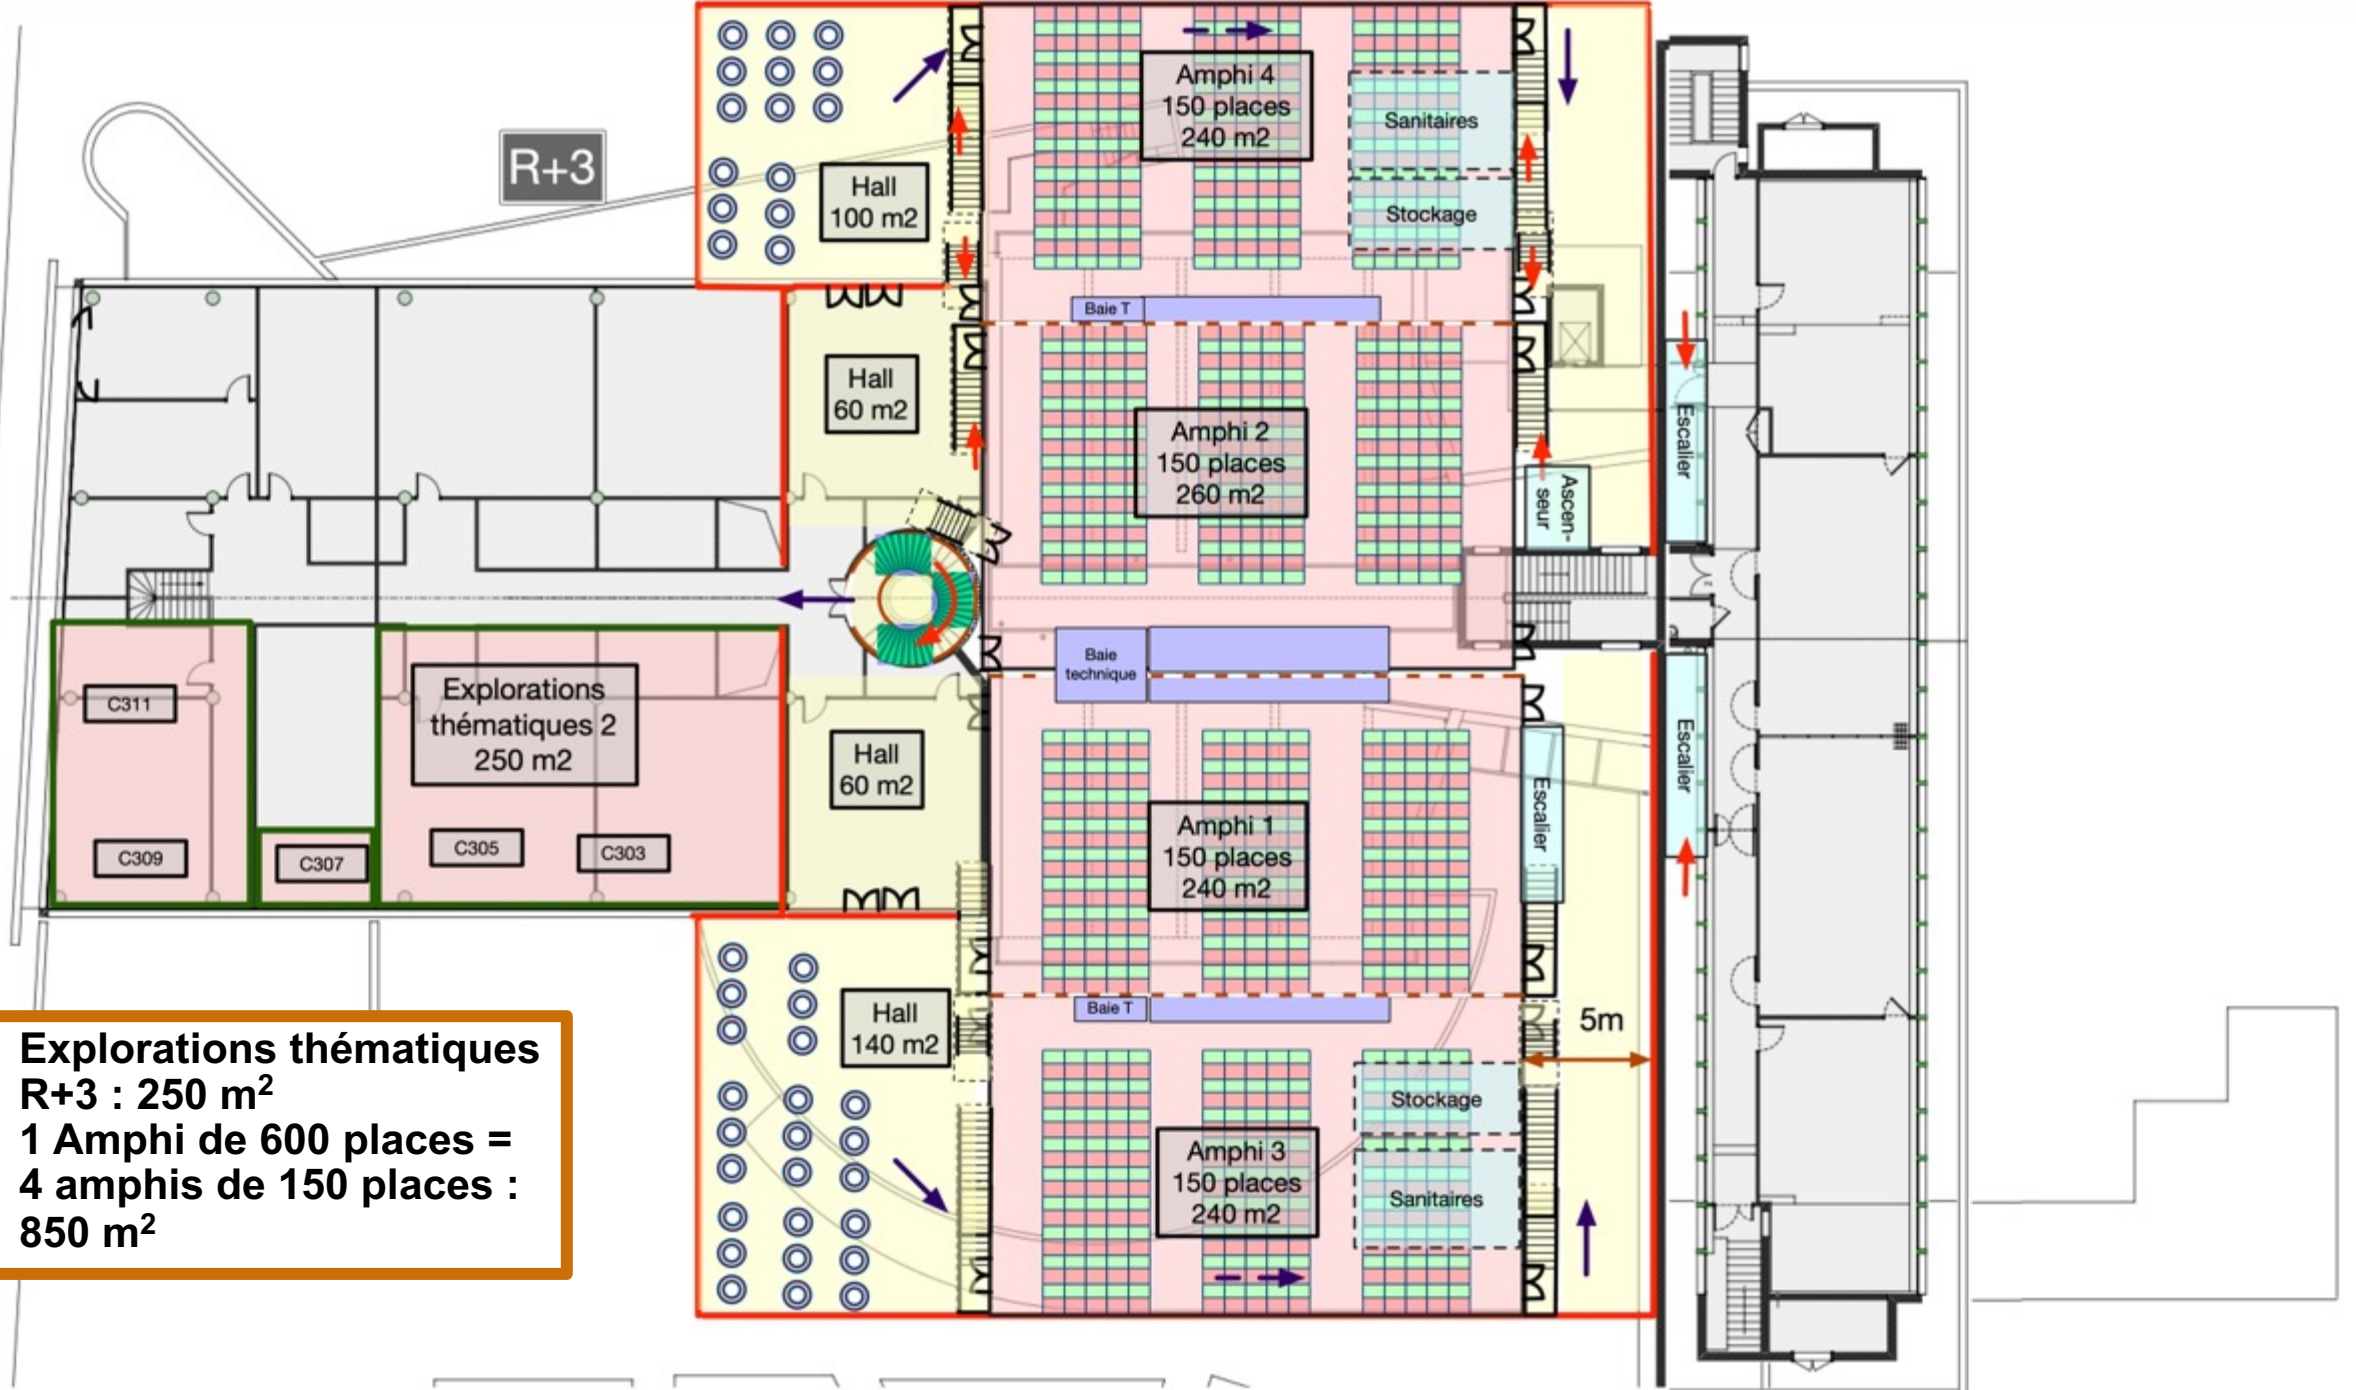 Amphi 4
150 places
240 m2
Sanitaires
R+3
Hall
100 m2
Stockage
Baie T
Hall
60 m2
Amphi 2
150 places
260 m2
Escalier
Ascen-
seur
Baie
technique
C311
Explorations
thématiques 2
250 m2
Hall
60 m2
Escalier
Escalier
Amphi 1
150 places
240 m2
C309
C307
C305
C303
Hall
140 m2
Baie T
5m
Explorations thématiques
R+3 : 250 m²
1 Amphi de 600 places =
4 amphis de 150 places :
850 m²
Stockage
Amphi 3
150 places
240 m2
Sanitaires